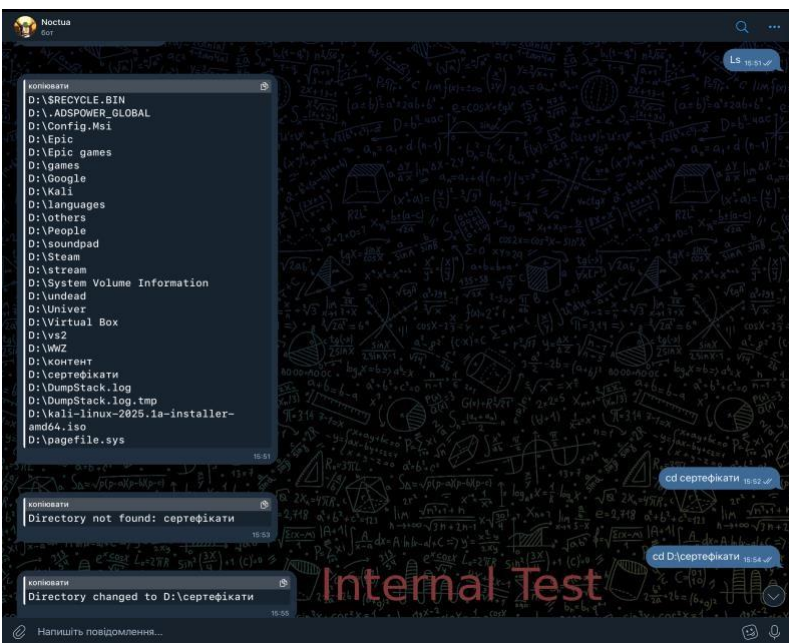 Noctua
бот
Ls 15:51
копіювати
D:\$RECYCLE.BIN
D:\.ADSPOWER_GLOBAL
D:\Config.Msi
D:\Epic
D:\Epic games
D:\games
D:\Google
D:\Kali
D:\languages
D:\others
D:\People
D:\soundpad
D:\Steam
D:\stream
D:\System Volume Information
D:\undead
D:\Univer
D:\Virtual Box
D:\vs2
D:\WWZ
D:\контент
D:\сертефікати
D:\DumpStack.log
D:\DumpStack.log.tmp
D:\kali-linux-2025.1a-installer-
amd64.iso
D:\pagefile.sys
15:51
cd сертефікати 15:52
копіювати
Directory not found: сертефікати
15:53
cd D:\сертефікати 15:54
копіювати
Directory changed to D:\сертефікати
15:55
Internal Test
Напишіть повідомлення...